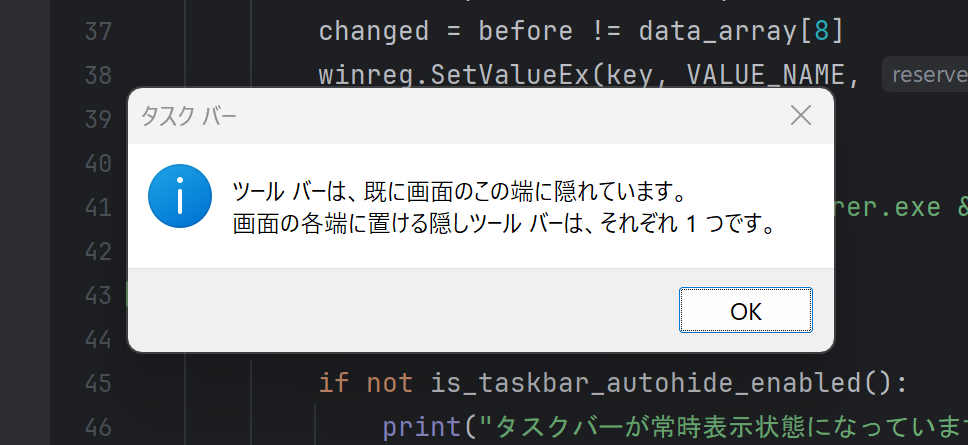 37 changed = before != data_array[8]
38 winreg.SetValueEx(key, VALUE_NAME,
39
タスク バー
40
ツール バーは、既に画面のこの端に隠れています。
41
画面の各端に置ける隠しツール バーは、それぞれ 1 つです。
42
43
OK
44
45 if not is_taskbar_autohide_enabled():
46 print("タスクバーが常時表示状態になっています